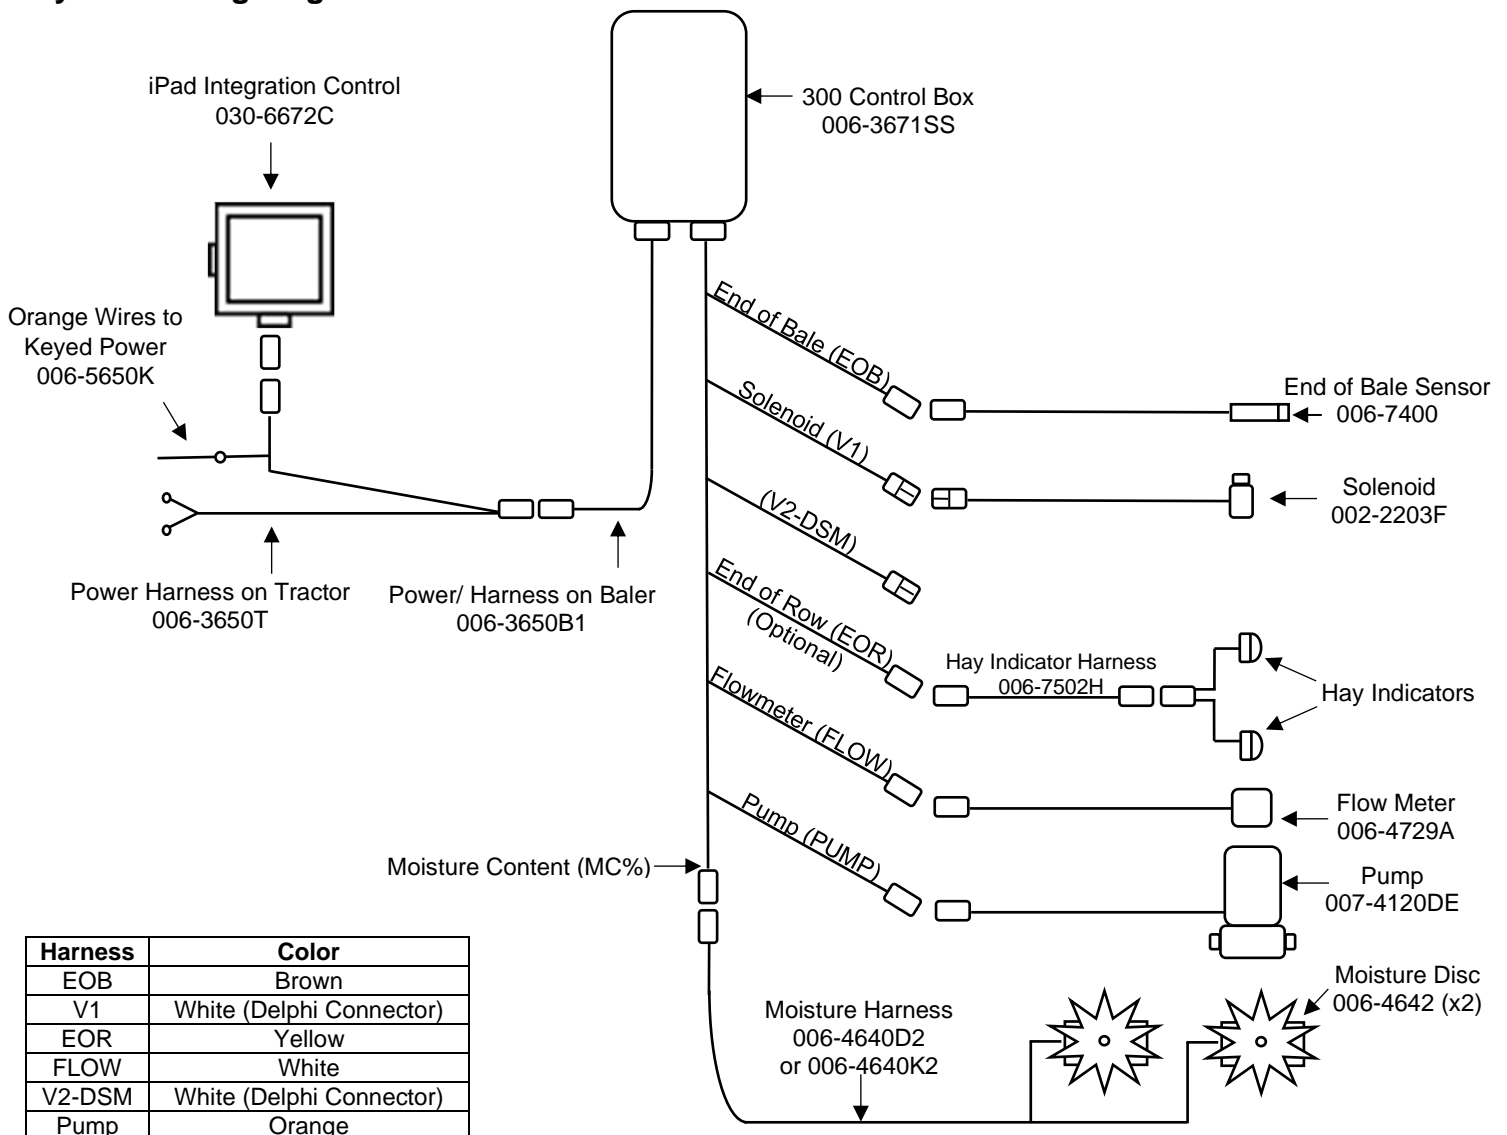 iPad Integration Control
030-6672C
300 Control Box
006-3671SS
Orange Wires to
Keyed Power
006-5650K
End of Bale (EOB)
End of Bale Sensor
006-7400
Solenoid (V1)
Solenoid
002-2203F
(V2-DSM)
Power Harness on Tractor
006-3650T
Power/ Harness on Baler
006-3650B1
End of Row (EOR)
(Optional)
Hay Indicator Harness
006-7502H
Hay Indicators
Flowmeter (FLOW)
Flow Meter
006-4729A
Pump (PUMP)
Pump
007-4120DE
Moisture Content (MC%)
Moisture Disc
006-4642 (x2)
Moisture Harness
006-4640D2
or 006-4640K2
Harness Color
EOB Brown
V1 White (Delphi Connector)
EOR Yellow
FLOW White
V2-DSM White (Delphi Connector)
Pump Orange